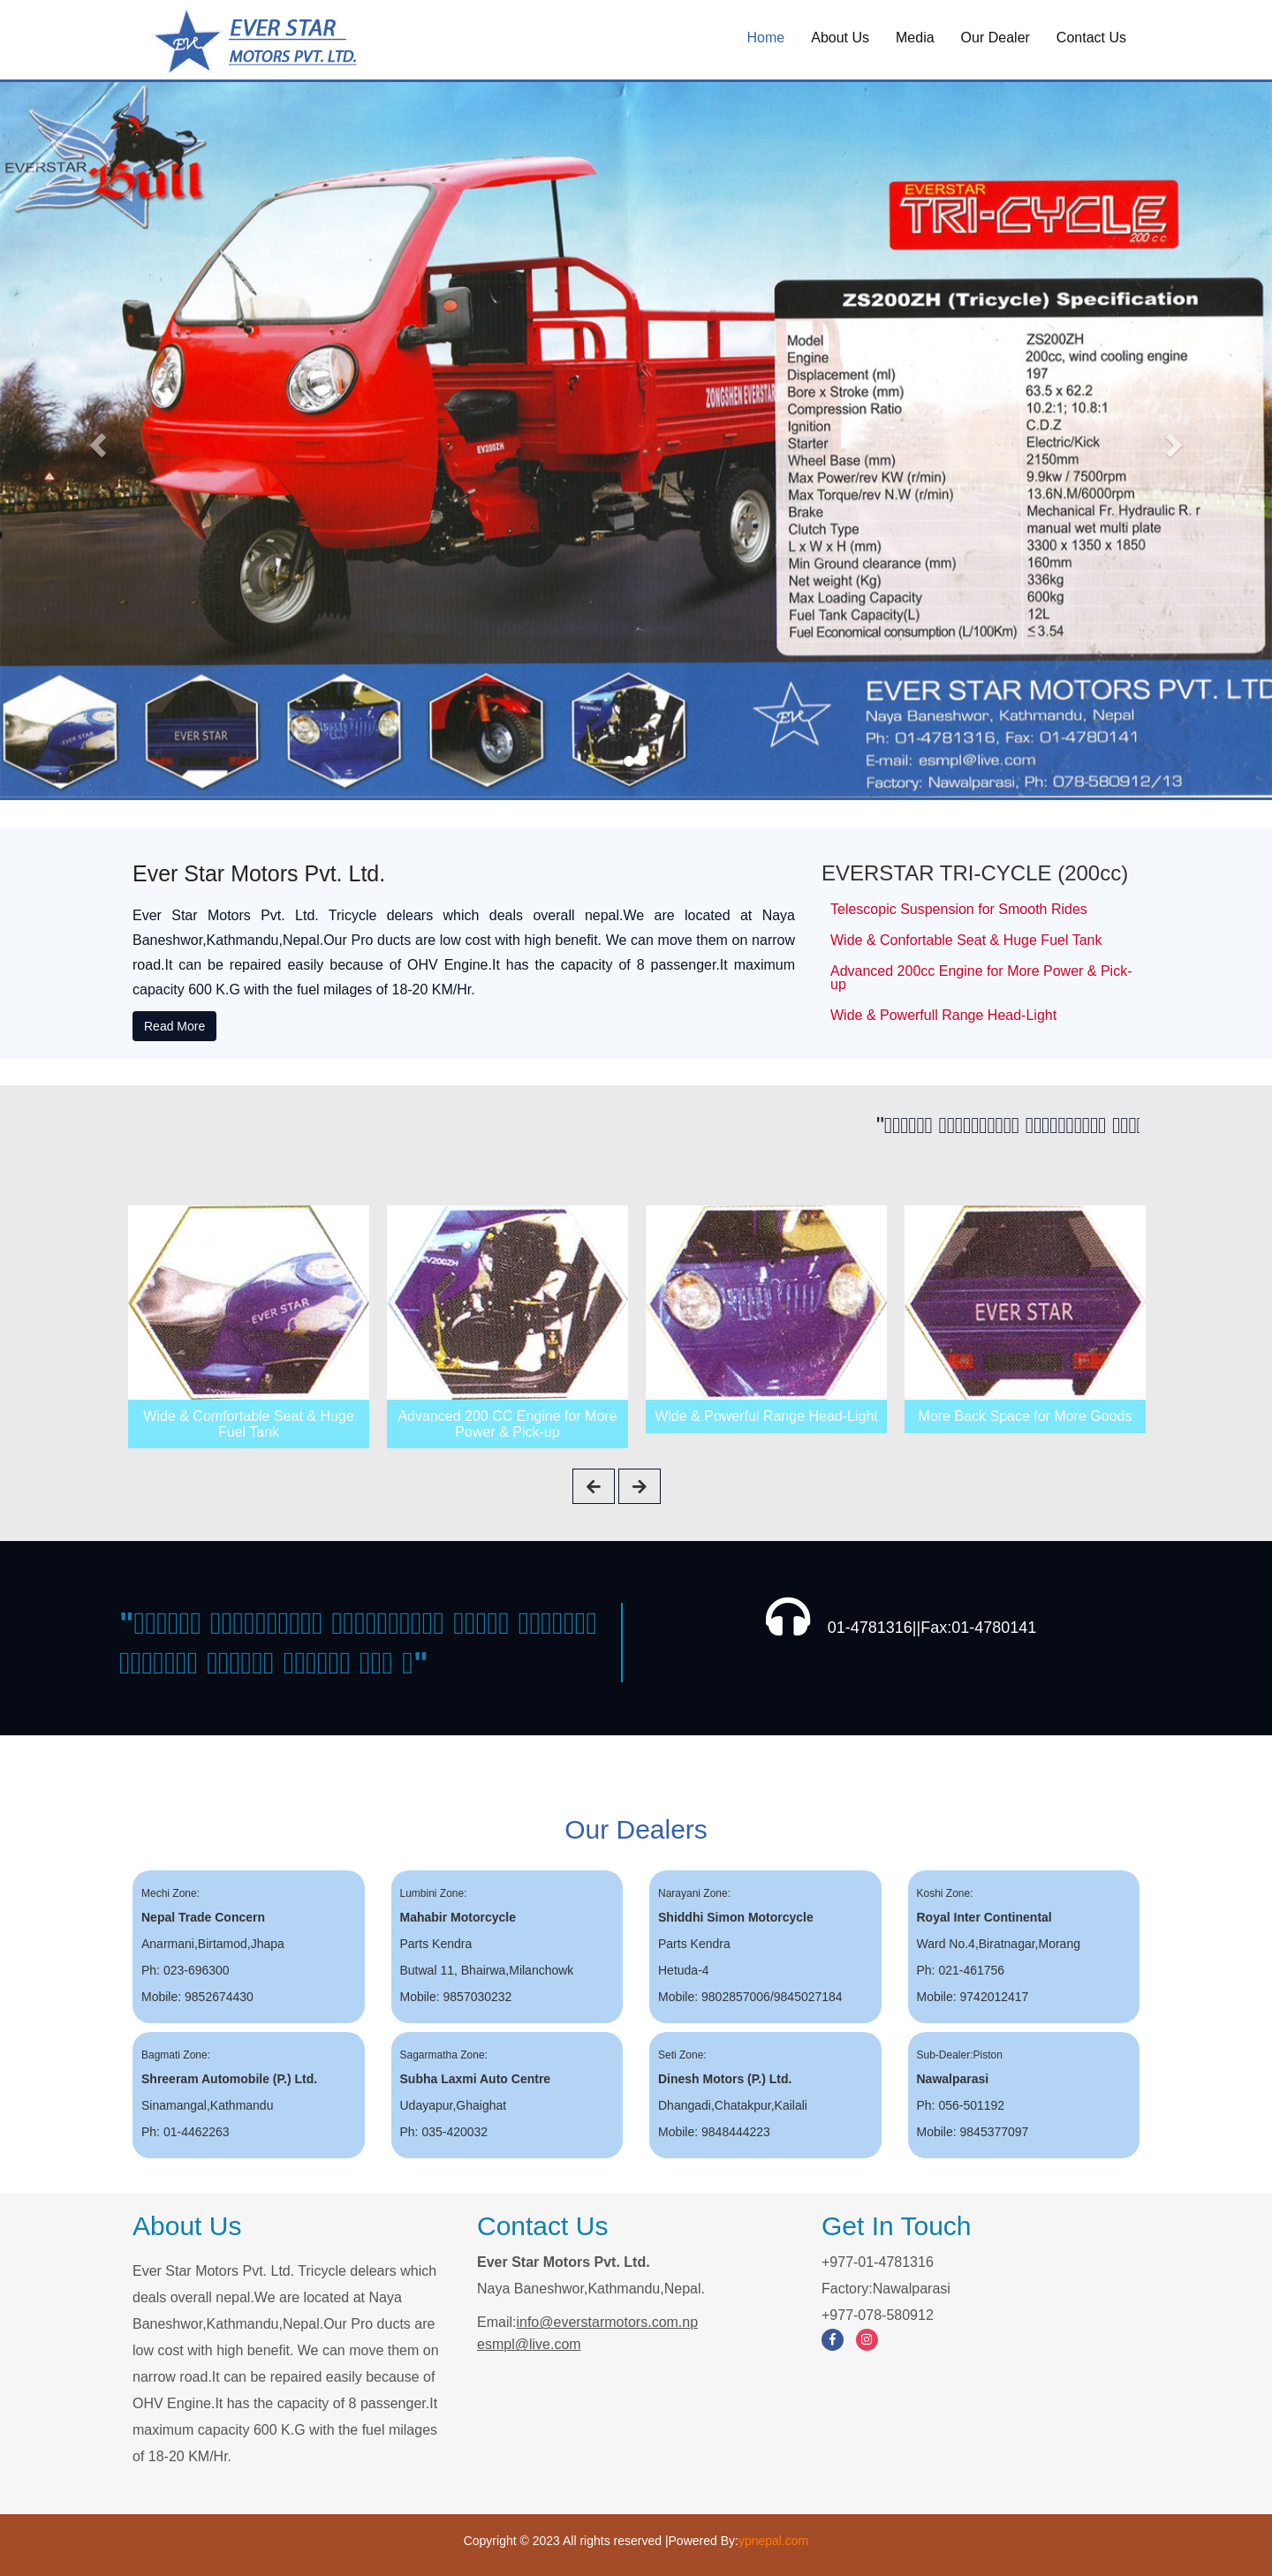 EVER STAR
MOTORS PVT. LTD.
Home
About Us
Media
Our Dealer
Contact Us
EVERSTAR
Bull
EVERSTAR
TRI-CYCLE
200cc
ZS200ZH (Tricycle) Specification
Model ZS200ZH
Engine 200cc, wind cooling engine
Displacement (ml) 197
Bore x Stroke (mm) 63.5 x 62.2
Compression Ratio 10.2:1; 10.8:1
Ignition C.D.Z
Starter Electric/Kick
Wheel Base (mm) 2150mm
Max Power/rev KW (r/min) 9.9kw / 7500rpm
Max Torque/rev N.W (r/min) 13.6N.M/6000rpm
Brake Mechanical Fr. Hydraulic R. r
Clutch Type manual wet multi plate
L x W x H (mm) 3300 x 1350 x 1850
Min Ground clearance (mm) 160mm
Net weight (Kg) 336kg
Max Loading Capacity 600kg
Fuel Tank Capacity(L) 12L
Fuel Economical consumption (L/100Km) ≤3.54
ZONGSHEN EVERSTAR
EV200ZH
EVER STAR
EVER STAR
EVER STAR MOTORS PVT. LTD
Naya Baneshwor, Kathmandu, Nepal
Ph: 01-4781316, Fax: 01-4780141
E-mail: esmpl@live.com
Factory: Nawalparasi, Ph: 078-580912/13
Ever Star Motors Pvt. Ltd.
Ever Star Motors Pvt. Ltd. Tricycle delears which deals overall nepal.We are located at Naya
Baneshwor,Kathmandu,Nepal.Our Pro ducts are low cost with high benefit. We can move them on narrow
road.It can be repaired easily because of OHV Engine.It has the capacity of 8 passenger.It maximum
capacity 600 K.G with the fuel milages of 18-20 KM/Hr.
Read More
EVERSTAR TRI-CYCLE (200cc)
Telescopic Suspension for Smooth Rides
Wide & Confortable Seat & Huge Fuel Tank
Advanced 200cc Engine for More Power & Pick-
up
Wide & Powerfull Range Head-Light
EVER STAR
EV200ZH
EV200ZH
EVER STAR
Wide & Comfortable Seat & Huge
Fuel Tank
Advanced 200 CC Engine for More
Power & Pick-up
Wide & Powerful Range Head-Light
More Back Space for More Goods
01-4781316||Fax:01-4780141
Our Dealers
Mechi Zone:
Nepal Trade Concern
Anarmani,Birtamod,Jhapa
Ph: 023-696300
Mobile: 9852674430
Lumbini Zone:
Mahabir Motorcycle
Parts Kendra
Butwal 11, Bhairwa,Milanchowk
Mobile: 9857030232
Narayani Zone:
Shiddhi Simon Motorcycle
Parts Kendra
Hetuda-4
Mobile: 9802857006/9845027184
Koshi Zone:
Royal Inter Continental
Ward No.4,Biratnagar,Morang
Ph: 021-461756
Mobile: 9742012417
Bagmati Zone:
Shreeram Automobile (P.) Ltd.
Sinamangal,Kathmandu
Ph: 01-4462263
Sagarmatha Zone:
Subha Laxmi Auto Centre
Udayapur,Ghaighat
Ph: 035-420032
Seti Zone:
Dinesh Motors (P.) Ltd.
Dhangadi,Chatakpur,Kailali
Mobile: 9848444223
Sub-Dealer:Piston
Nawalparasi
Ph: 056-501192
Mobile: 9845377097
About Us
Ever Star Motors Pvt. Ltd. Tricycle delears which
deals overall nepal.We are located at Naya
Baneshwor,Kathmandu,Nepal.Our Pro ducts are
low cost with high benefit. We can move them on
narrow road.It can be repaired easily because of
OHV Engine.It has the capacity of 8 passenger.It
maximum capacity 600 K.G with the fuel milages
of 18-20 KM/Hr.
Contact Us
Ever Star Motors Pvt. Ltd.
Naya Baneshwor,Kathmandu,Nepal.
Email:info@everstarmotors.com.np
esmpl@live.com
Get In Touch
+977-01-4781316
Factory:Nawalparasi
+977-078-580912
Copyright © 2023 All rights reserved |Powered By:ypnepal.com